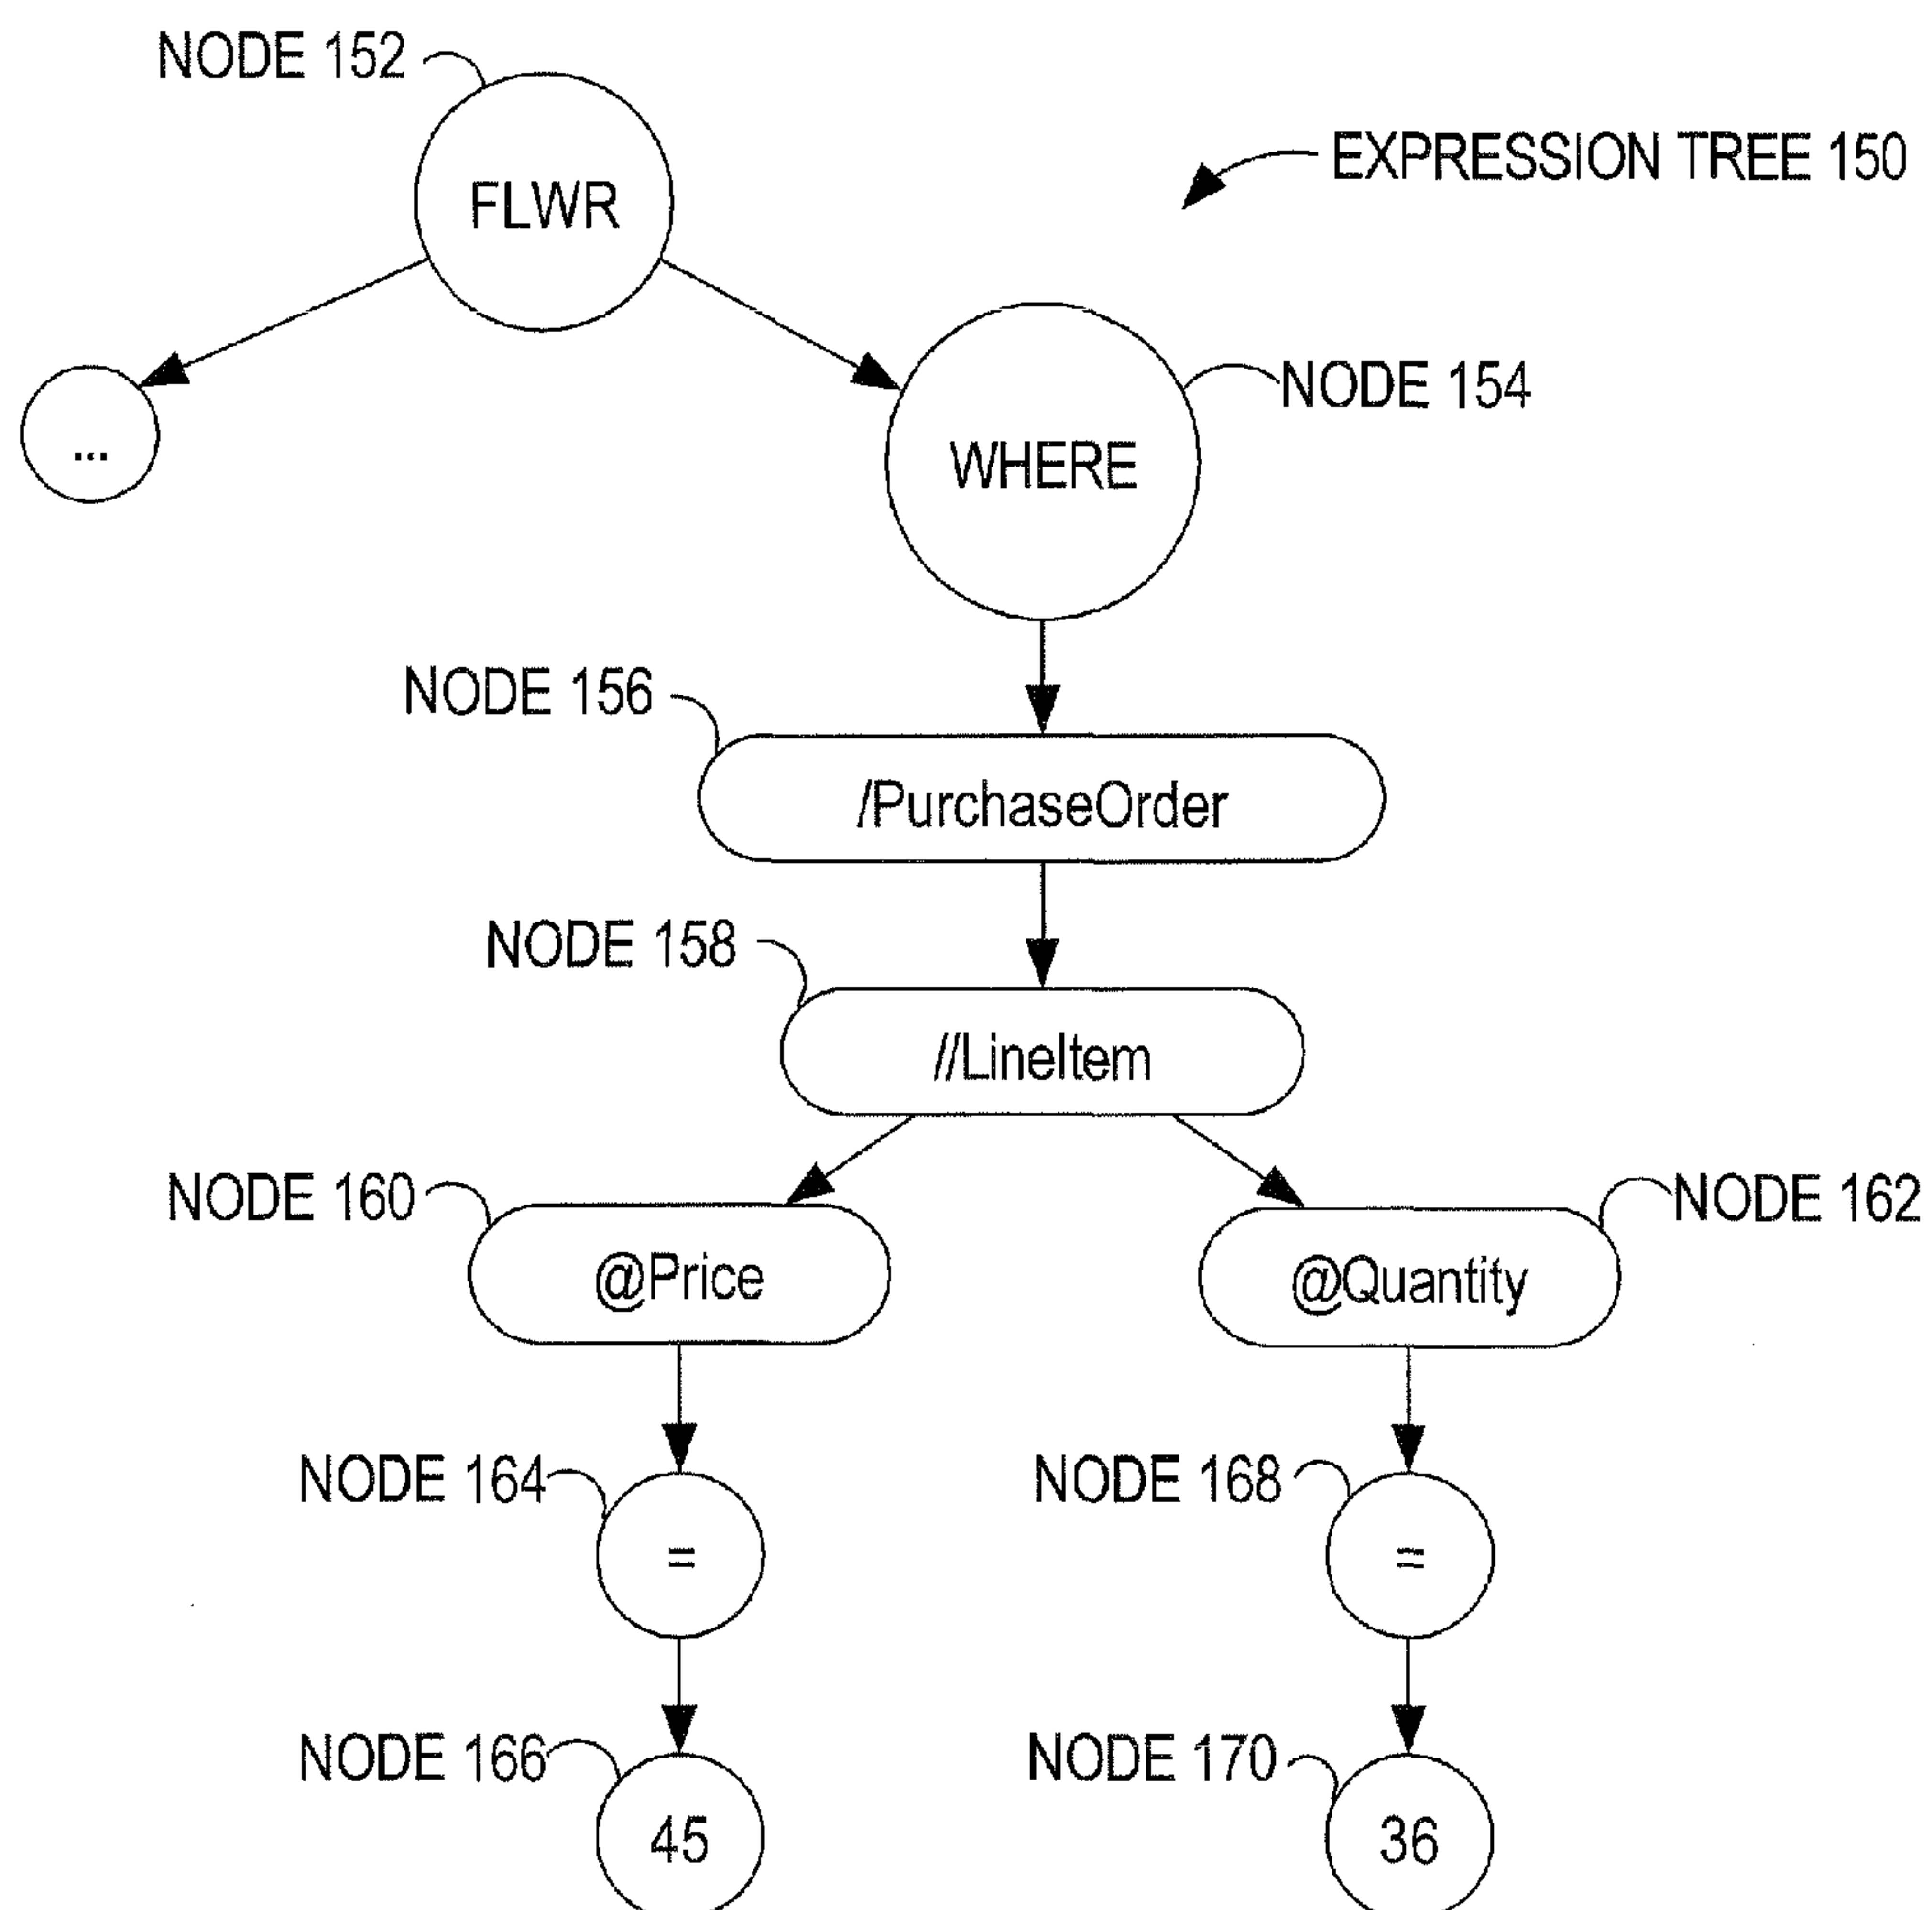 NODE 152
FLWR
EXPRESSION TREE 150
...
WHERE
NODE 154
NODE 156
/PurchaseOrder
NODE 158
//LineItem
NODE 160
@Price
NODE 162
@Quantity
NODE 164
=
NODE 168
=
NODE 166
45
NODE 170
36